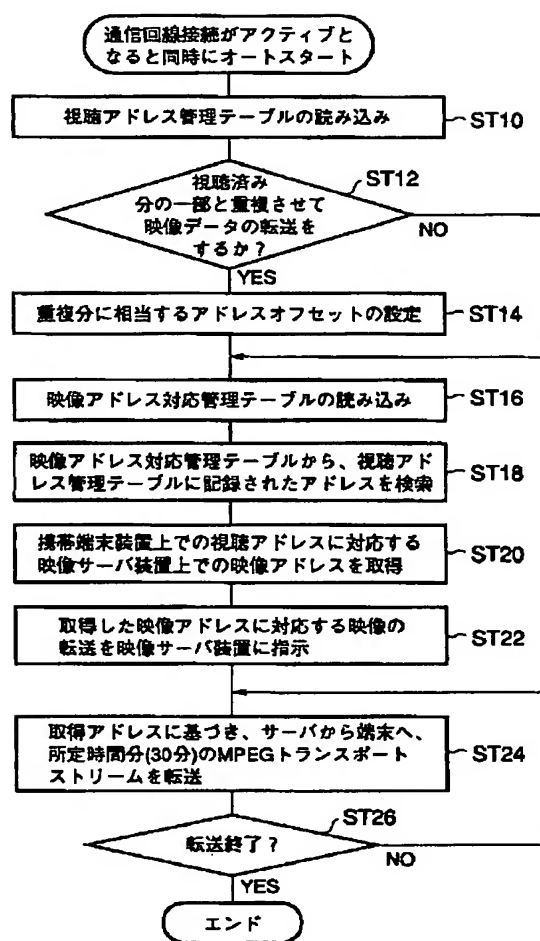 通信回線接続がアクティブと
なると同時にオートスタート
視聴アドレス管理テーブルの読み込み
ST10
視聴済み
分の一部と重複させて
映像データの転送を
するか?
ST12
NO
YES
重複分に相当するアドレスオフセットの設定
ST14
映像アドレス対応管理テーブルの読み込み
ST16
映像アドレス対応管理テーブルから、視聴アド
レス管理テーブルに記録されたアドレスを検索
ST18
携帯端末装置上での視聴アドレスに対応する
映像サーバ装置上での映像アドレスを取得
ST20
取得した映像アドレスに対応する映像の
転送を映像サーバ装置に指示
ST22
取得アドレスに基づき、サーバから端末へ、
所定時間分(30分)のMPEGトランスポート
ストリームを転送
ST24
転送終了?
ST26
NO
YES
エンド